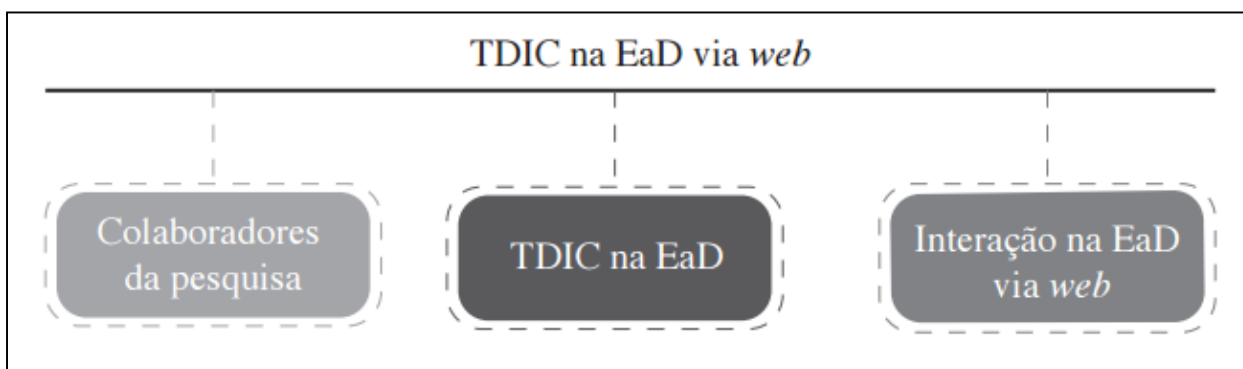 TDIC na EaD via web
Colaboradores
da pesquisa
TDIC na EaD
Interação na EaD
via web